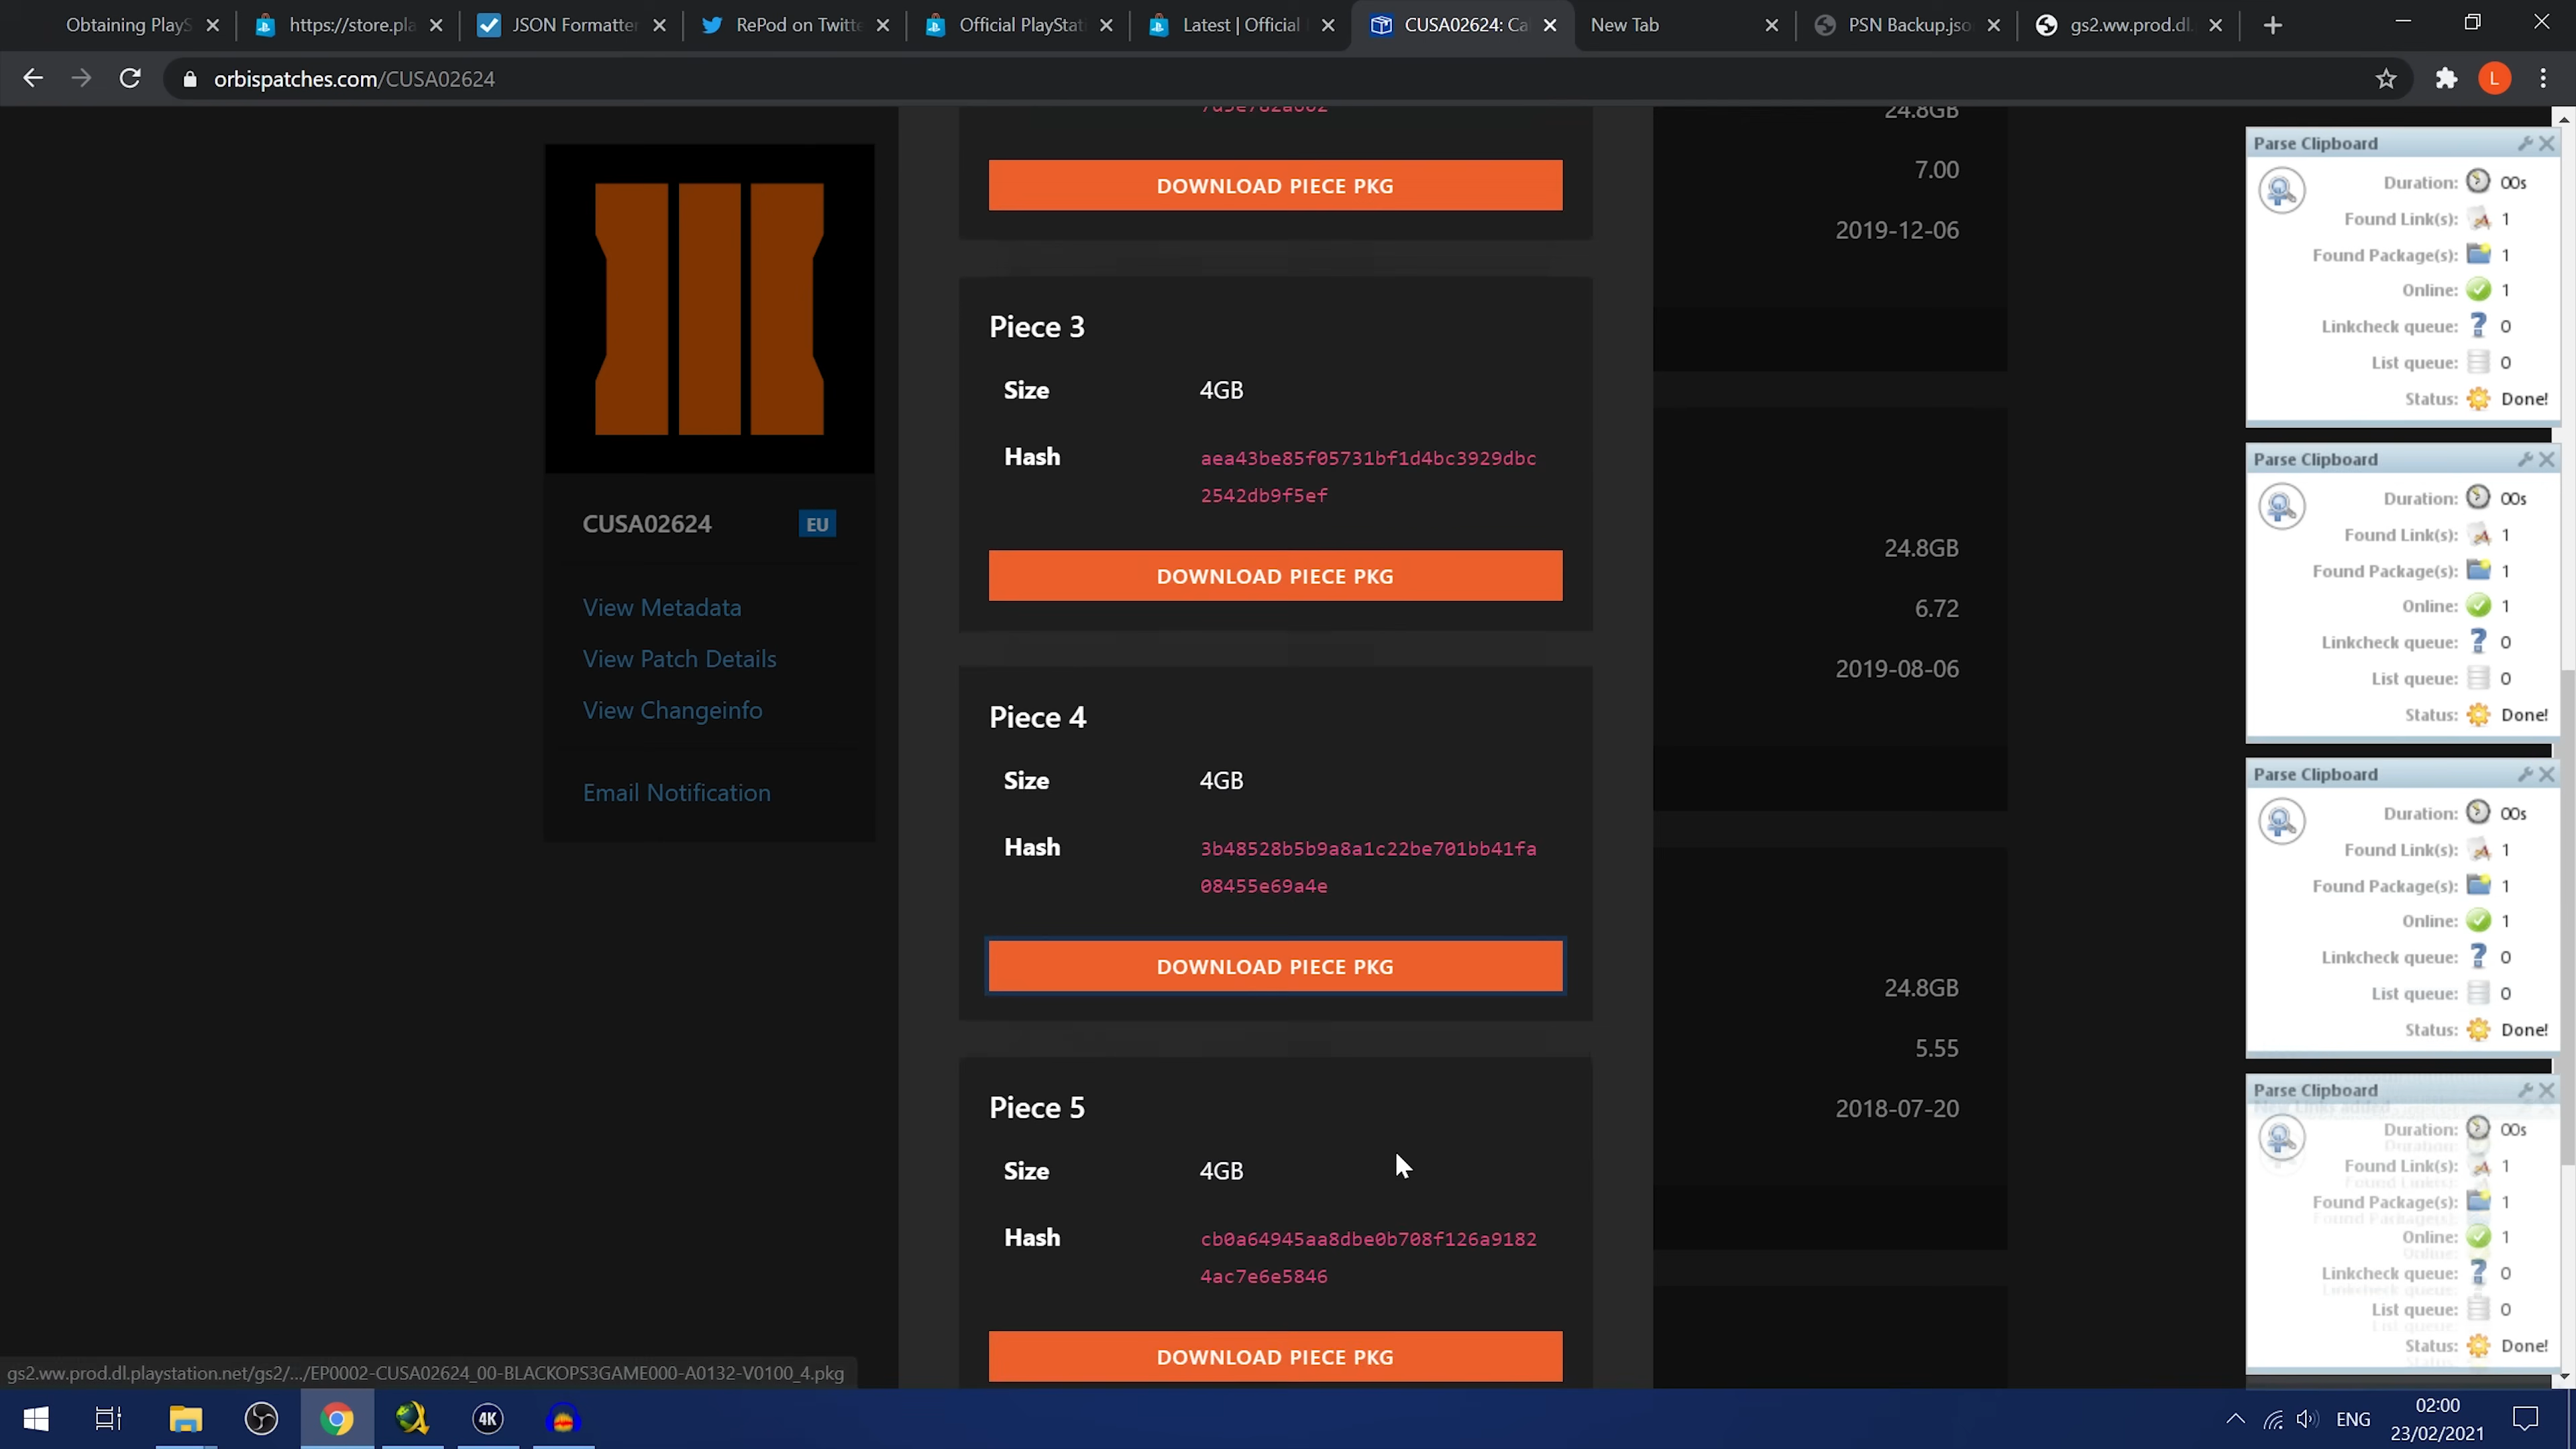 Obtaining PlayS
https://store.pla
JSON Formatter
RePod on Twitte
Official PlayStati
Latest | Official
CUSA02624: Ca
New Tab
PSN Backup.jso
gs2.ww.prod.dl.
L
orbispatches.com/CUSA02624
CUSA02624 EU
View Metadata
View Patch Details
View Changeinfo
Email Notification
DOWNLOAD PIECE PKG
Piece 3
Size 4GB
Hash aea43be85f05731bf1d4bc3929dbc
2542db9f5ef
DOWNLOAD PIECE PKG
Piece 4
Size 4GB
Hash 3b48528b5b9a8a1c22be701bb41fa
08455e69a4e
DOWNLOAD PIECE PKG
Piece 5
Size 4GB
Hash cb0a64945aa8dbe0b708f126a9182
4ac7e6e5846
DOWNLOAD PIECE PKG
24.8GB
7.00
2019-12-06
24.8GB
6.72
2019-08-06
24.8GB
5.55
2018-07-20
Parse Clipboard
Duration: 00s
Found Link(s): 1
Found Package(s): 1
Online: 1
Linkcheck queue: 0
List queue: 0
Status: Done!
Parse Clipboard
Duration: 00s
Found Link(s): 1
Found Package(s): 1
Online: 1
Linkcheck queue: 0
List queue: 0
Status: Done!
Parse Clipboard
Duration: 00s
Found Link(s): 1
Found Package(s): 1
Online: 1
Linkcheck queue: 0
List queue: 0
Status: Done!
Parse Clipboard
New Links added
Duration: 00s
Found Link(s): 1
Found Package(s): 1
Online: 1
Linkcheck queue: 0
List queue: 0
Status: Done!
gs2.ww.prod.dl.playstation.net/gs2/.../EP0002-CUSA02624_00-BLACKOPS3GAME000-A0132-V0100_4.pkg
4K
ENG
02:00
23/02/2021